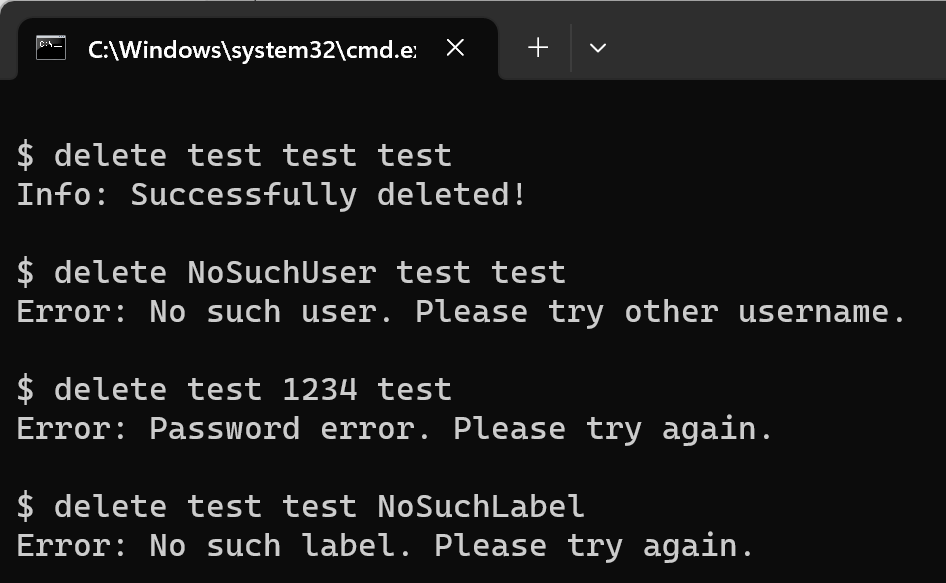 C:\Windows\system32\cmd.e
$ delete test test test
Info: Successfully deleted!
$ delete NoSuchUser test test
Error: No such user. Please try other username.
$ delete test 1234 test
Error: Password error. Please try again.
$ delete test test NoSuchLabel
Error: No such label. Please try again.